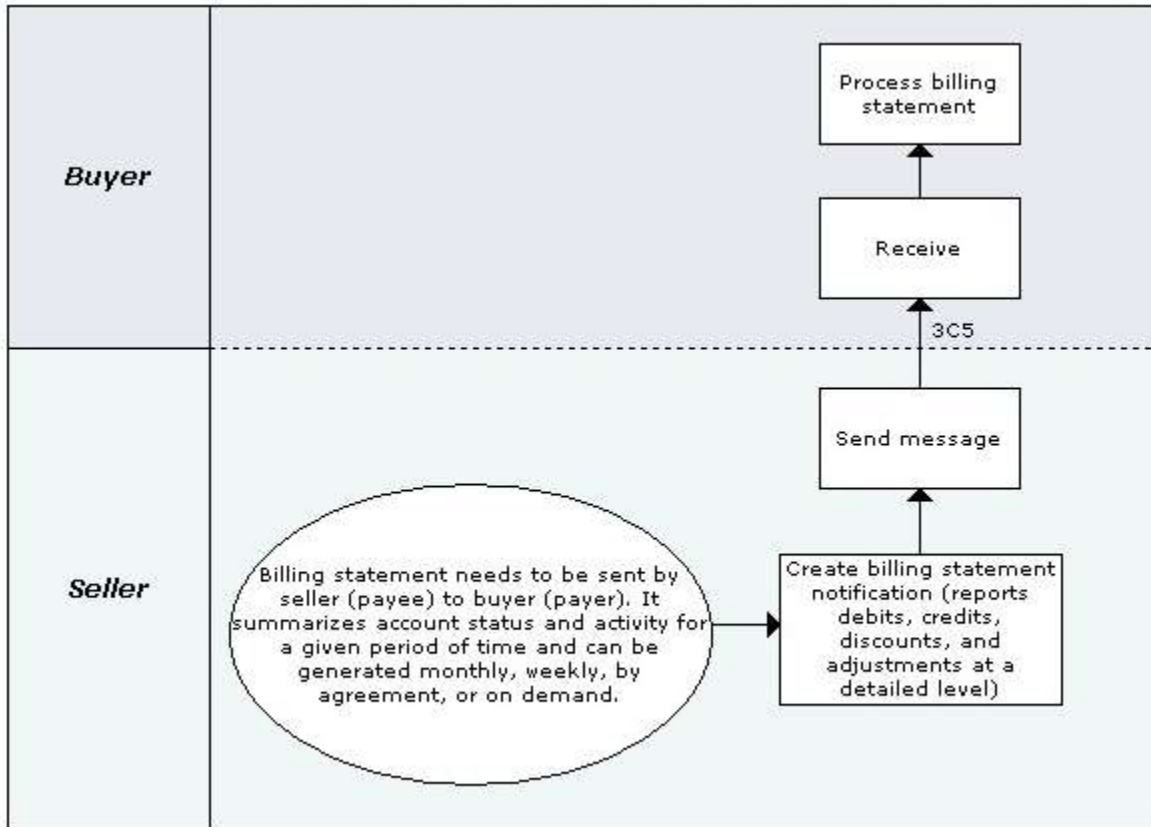 Process billing
statement
Buyer
Receive
3C5
Send message
Billing statement needs to be sent by
seller (payee) to buyer (payer). It
summarizes account status and activity for
a given period of time and can be
generated monthly, weekly, by
agreement, or on demand.
Seller
Create billing statement
notification (reports
debits, credits,
discounts, and
adjustments at a
detailed level)